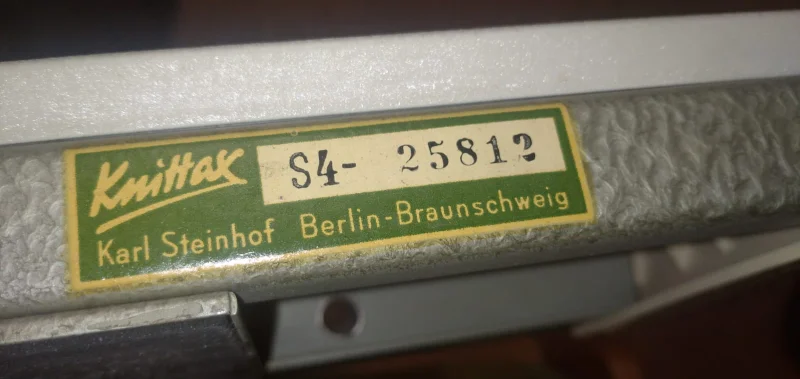 Knittax S4- 25812
Karl Steinhof Berlin-Braunschweig